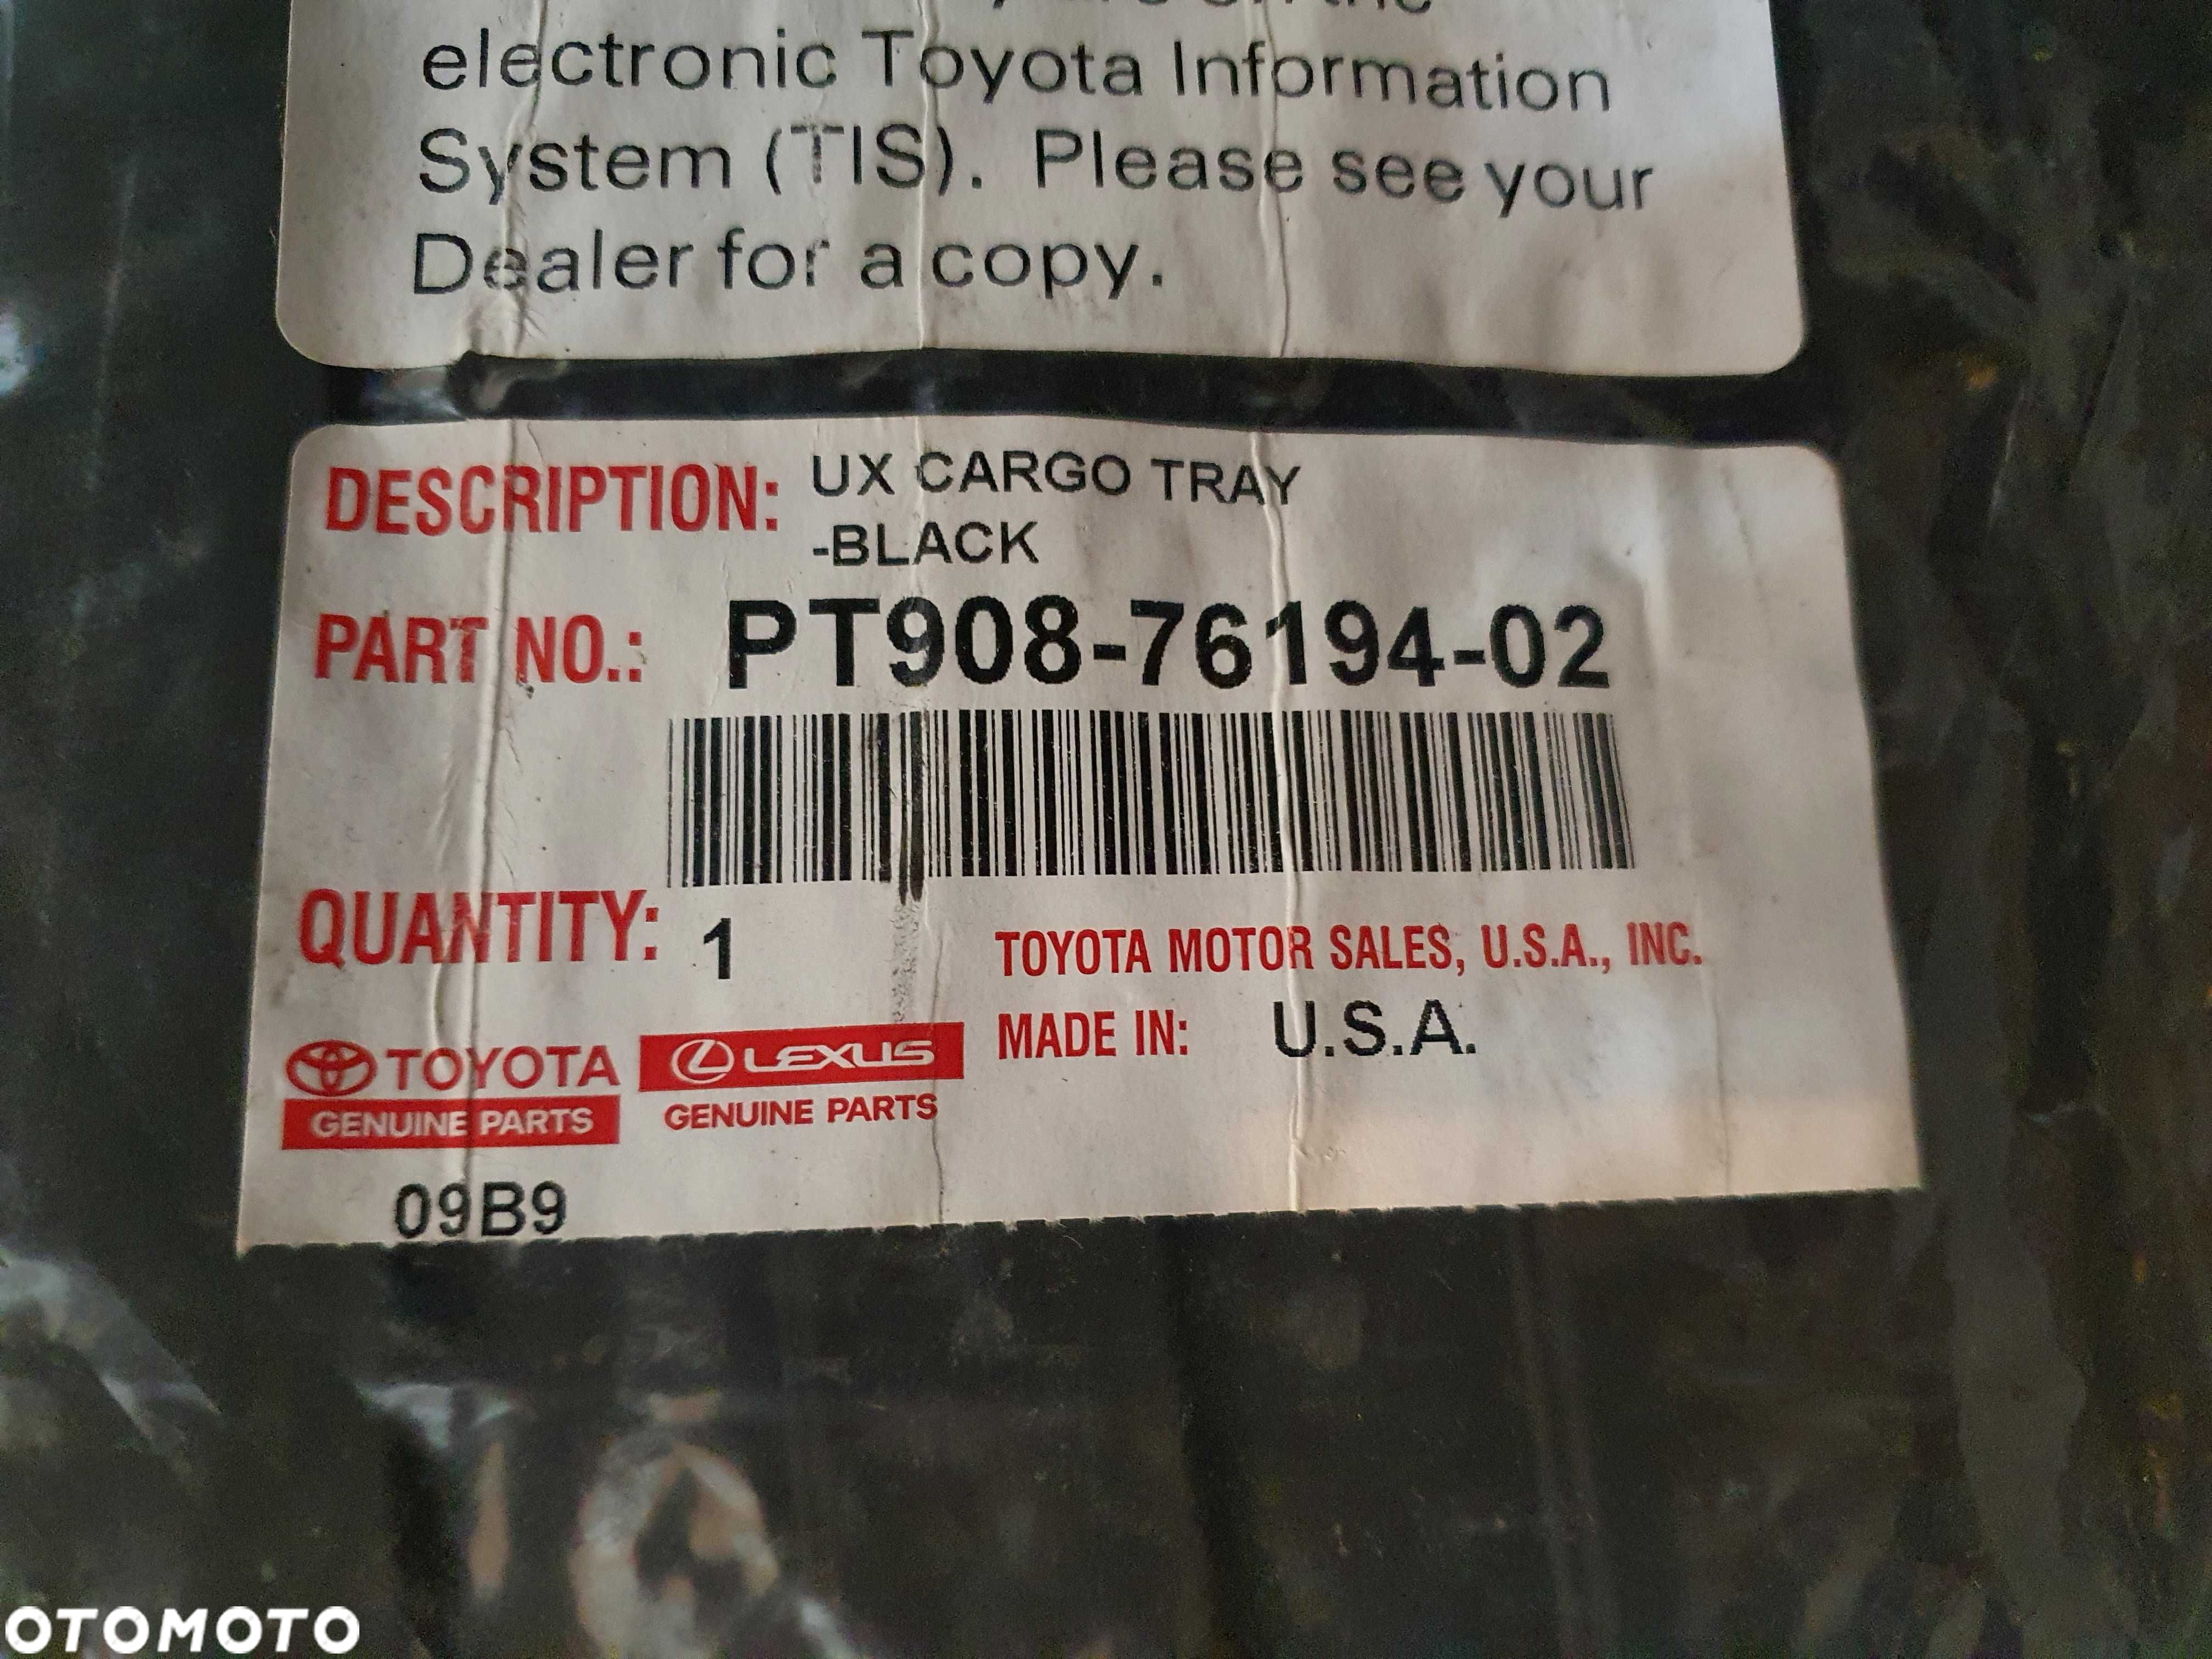 electronic Toyota Information
System (TIS). Please see your
Dealer for a copy.
DESCRIPTION: UX CARGO TRAY
-BLACK
PART NO.: PT908-76194-02
QUANTITY: 1
TOYOTA MOTOR SALES, U.S.A., INC.
MADE IN: U.S.A.
TOYOTA
GENUINE PARTS
LEXUS
GENUINE PARTS
09B9
OTOMOTO